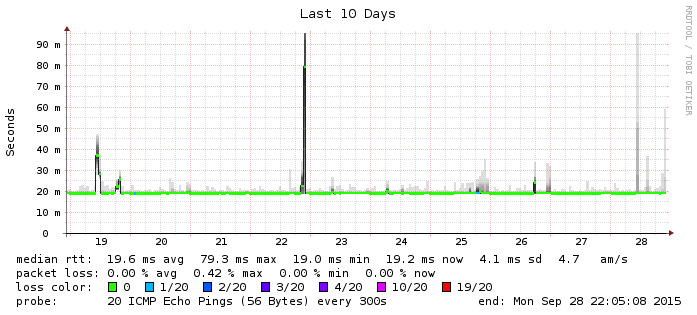 Last 10 Days
RRDTOOL / TOBI OETIKER
Seconds
90 m
80 m
70 m
60 m
50 m
40 m
30 m
20 m
10 m
0
19 20 21 22 23 24 25 26 27 28
median rtt: 19.6 ms avg 79.3 ms max 19.0 ms min 19.2 ms now 4.1 ms sd 4.7 am/s
packet loss: 0.00 % avg 0.42 % max 0.00 % min 0.00 % now
loss color: 0 1/20 2/20 3/20 4/20 10/20 19/20
probe: 20 ICMP Echo Pings (56 Bytes) every 300s end: Mon Sep 28 22:05:08 2015